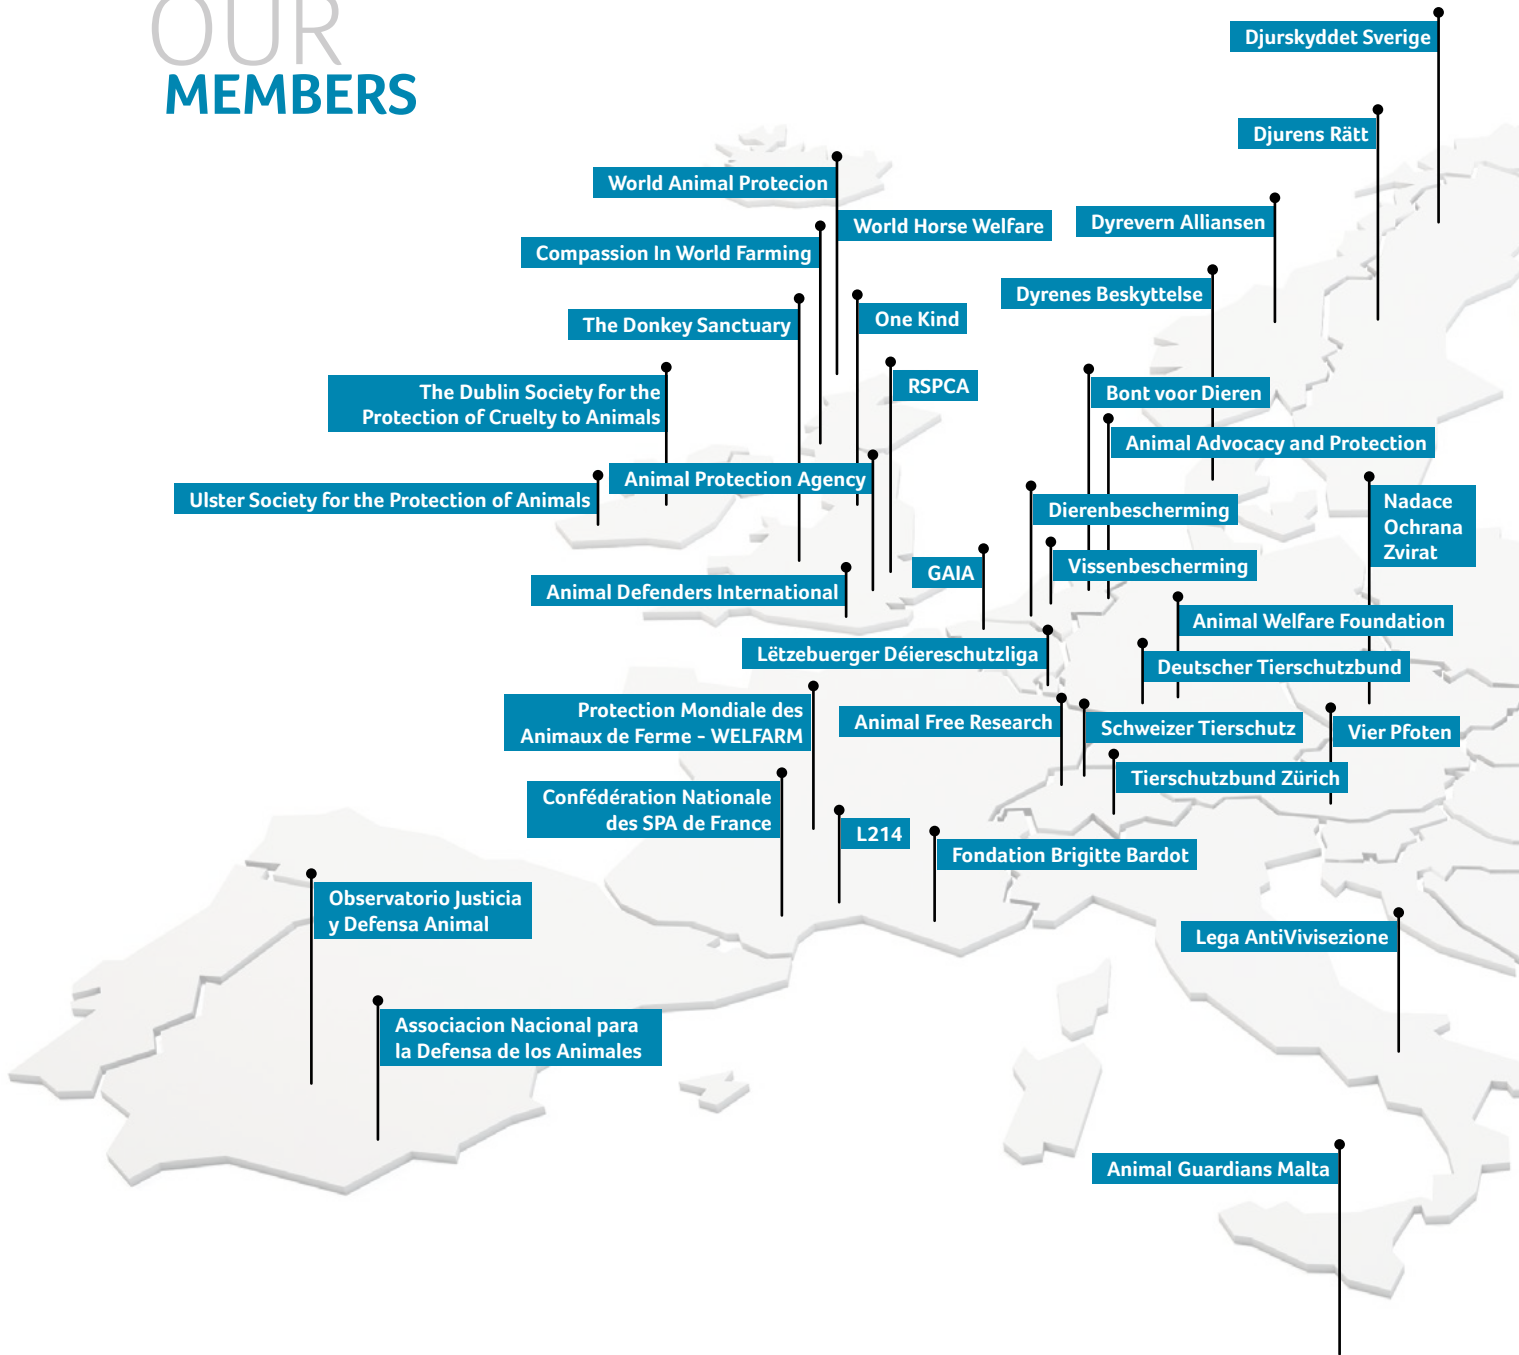 OUR
MEMBERS
Djurskyddet Sverige
Djurens Rätt
World Animal Protecion
World Horse Welfare
Dyrevern Alliansen
Compassion In World Farming
Dyrenes Beskyttelse
The Donkey Sanctuary
One Kind
The Dublin Society for the
Protection of Cruelty to Animals
RSPCA
Bont voor Dieren
Animal Advocacy and Protection
Animal Protection Agency
Ulster Society for the Protection of Animals
Dierenbescherming
Nadace
Ochrana
Zvirat
GAIA
Vissenbescherming
Animal Defenders International
Animal Welfare Foundation
Lëtzebuerger Déiereschutzliga
Deutscher Tierschutzbund
Protection Mondiale des
Animaux de Ferme - WELFARM
Animal Free Research
Schweizer Tierschutz
Vier Pfoten
Tierschutzbund Zürich
Confédération Nationale
des SPA de France
L214
Fondation Brigitte Bardot
Observatorio Justicia
y Defensa Animal
Lega AntiVivisezione
Associacion Nacional para
la Defensa de los Animales
Animal Guardians Malta